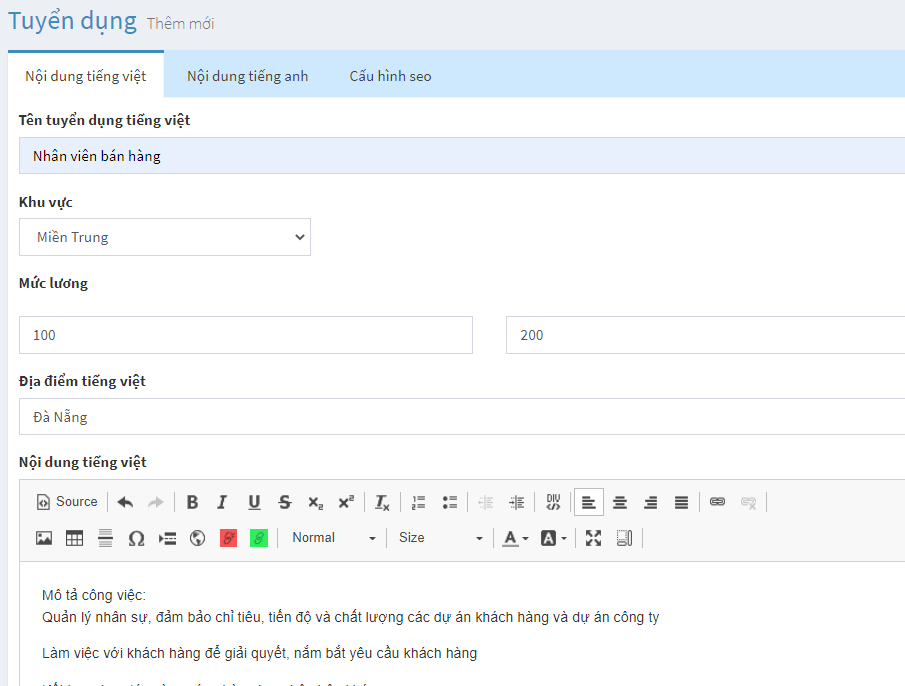 Tuyển dụng Thêm mới
Nội dung tiếng việt Nội dung tiếng anh Cấu hình seo
Tên tuyển dụng tiếng việt
Nhân viên bán hàng
Khu vực
Miền Trung
Mức lương
100 200
Địa điểm tiếng việt
Đà Nẵng
Nội dung tiếng việt
Source
Normal Size
Mô tả công việc:
Quản lý nhân sự, đảm bảo chỉ tiêu, tiến độ và chất lượng các dự án khách hàng và dự án công ty
Làm việc với khách hàng để giải quyết, nắm bắt yêu cầu khách hàng